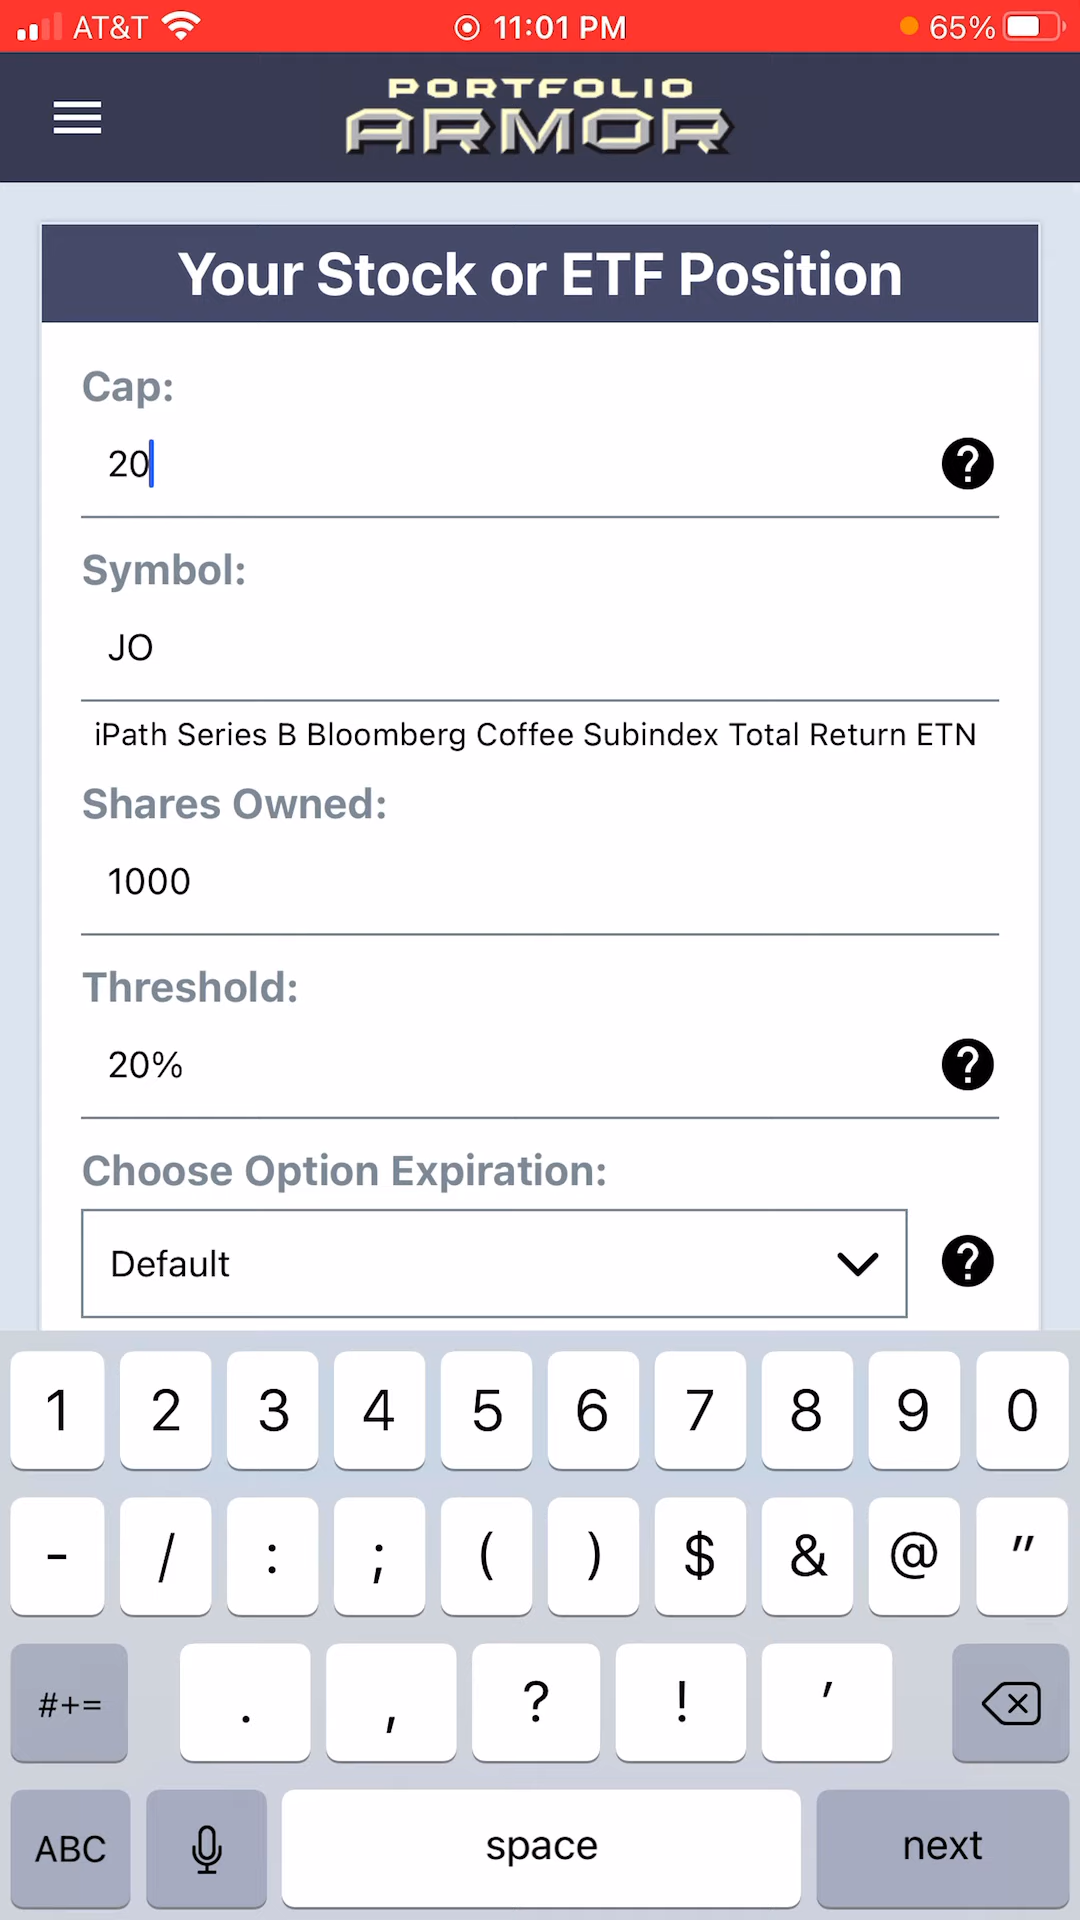 AT&T 11:01 PM 65%
PORTFOLIO
ARMOR
Your Stock or ETF Position
Cap:
20
?
Symbol:
JO
iPath Series B Bloomberg Coffee Subindex Total Return ETN
Shares Owned:
1000
Threshold:
20%
?
Choose Option Expiration:
Default
?
1 2 3 4 5 6 7 8 9 0
- / : ; ( ) $ & @ "
#+= . , ? ! '
ABC space next